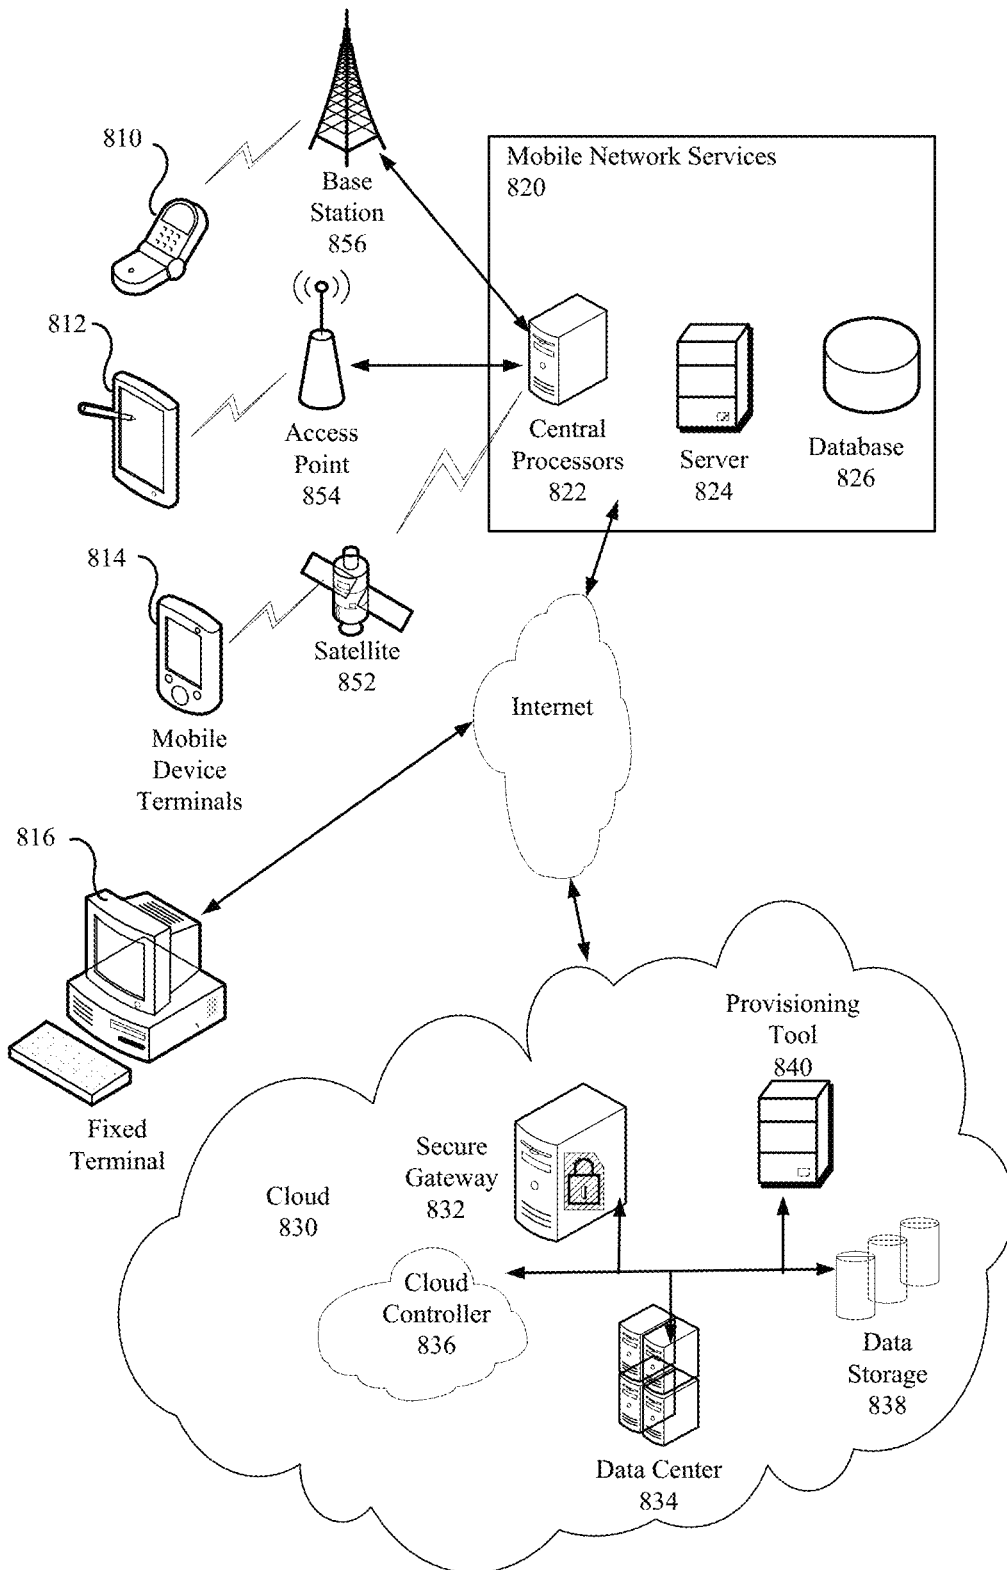 810
Base
Station
856
Mobile Network Services
820
812
Access
Point
854
Central
Processors
822
Server
824
Database
826
814
Satellite
852
Mobile
Device
Terminals
Internet
816
Fixed
Terminal
Provisioning
Tool
840
Secure
Gateway
832
Cloud
830
Cloud
Controller
836
Data
Storage
838
Data Center
834